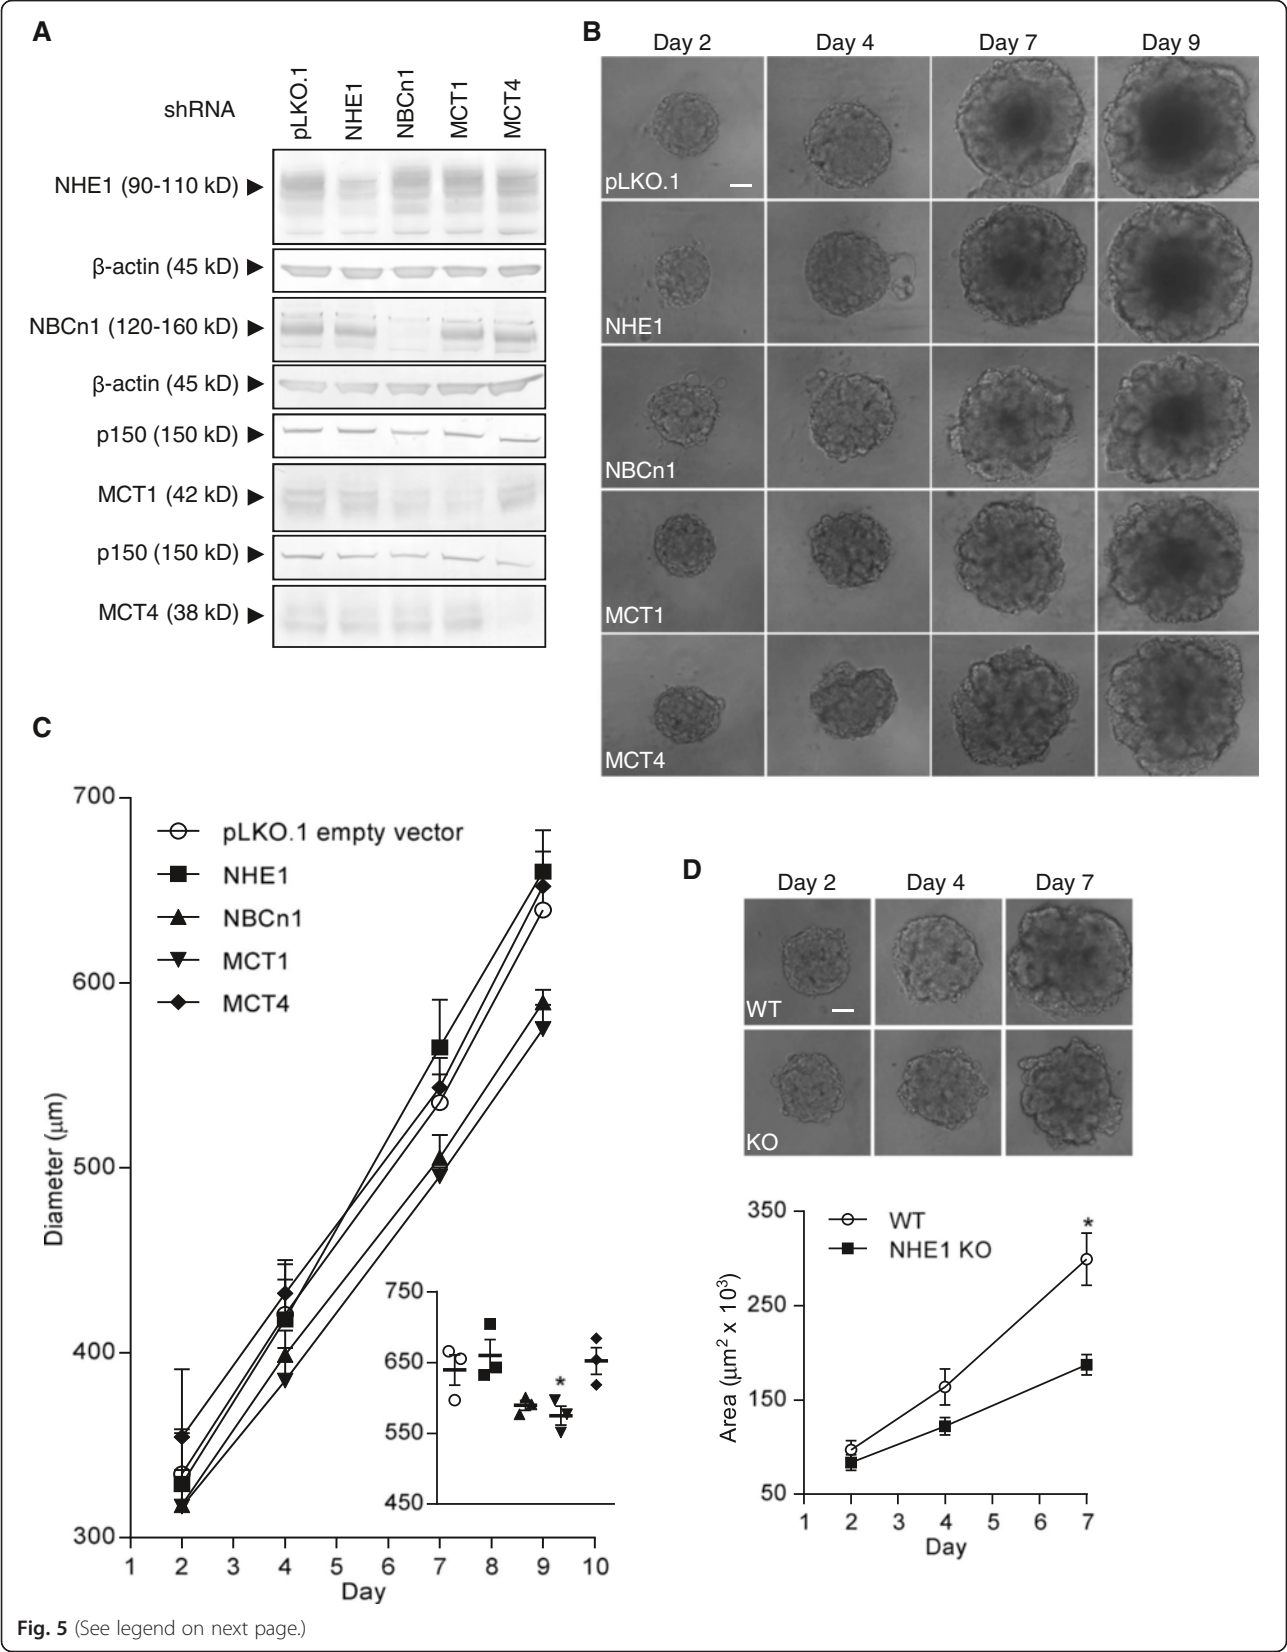 A
shRNA
pLKO.1
NHE1
NBCn1
MCT1
MCT4
NHE1 (90-110 kD)
β-actin (45 kD)
NBCn1 (120-160 kD)
β-actin (45 kD)
p150 (150 kD)
MCT1 (42 kD)
p150 (150 kD)
MCT4 (38 kD)
B
Day 2 Day 4 Day 7 Day 9
pLKO.1
NHE1
NBCn1
MCT1
MCT4
C
700
600
500
400
300
Diameter (μm)
pLKO.1 empty vector
NHE1
NBCn1
MCT1
MCT4
750
650
550
450
*
1 2 3 4 5 6 7 8 9 10
Day
D
Day 2 Day 4 Day 7
WT
KO
350
250
150
50
Area (μm² x 10³)
WT
NHE1 KO
*
1 2 3 4 5 6 7
Day
Fig. 5 (See legend on next page.)